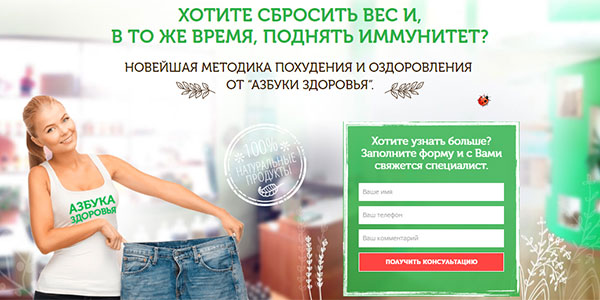 ХОТИТЕ СБРОСИТЬ ВЕС И,
В ТО ЖЕ ВРЕМЯ, ПОДНЯТЬ ИММУНИТЕТ?
НОВЕЙШАЯ МЕТОДИКА ПОХУДЕНИЯ И ОЗДОРОВЛЕНИЯ
ОТ "АЗБУКИ ЗДОРОВЬЯ".
АЗБУКА
ЗДОРОВЬЯ
100%
НАТУРАЛЬНЫЕ
ПРОДУКТЫ
Хотите узнать больше?
Заполните форму и с Вами
свяжется специалист.
Ваше имя
Ваш телефон
Ваш комментарий
ПОЛУЧИТЬ КОНСУЛЬТАЦИЮ